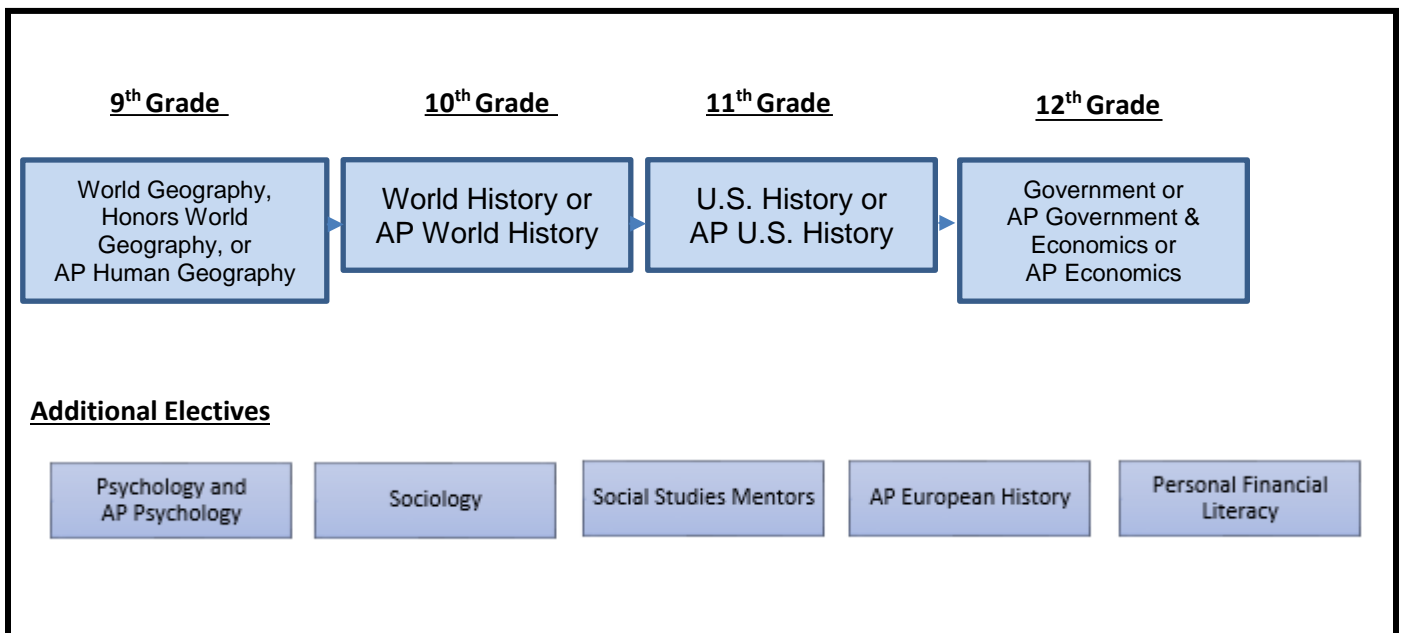 9th Grade 10th Grade 11th Grade 12th Grade
World Geography,
Honors World
Geography, or
AP Human Geography
World History or
AP World History
U.S. History or
AP U.S. History
Government or
AP Government &
Economics or
AP Economics
Additional Electives
Psychology and
AP Psychology
Sociology
Social Studies Mentors
AP European History
Personal Financial
Literacy